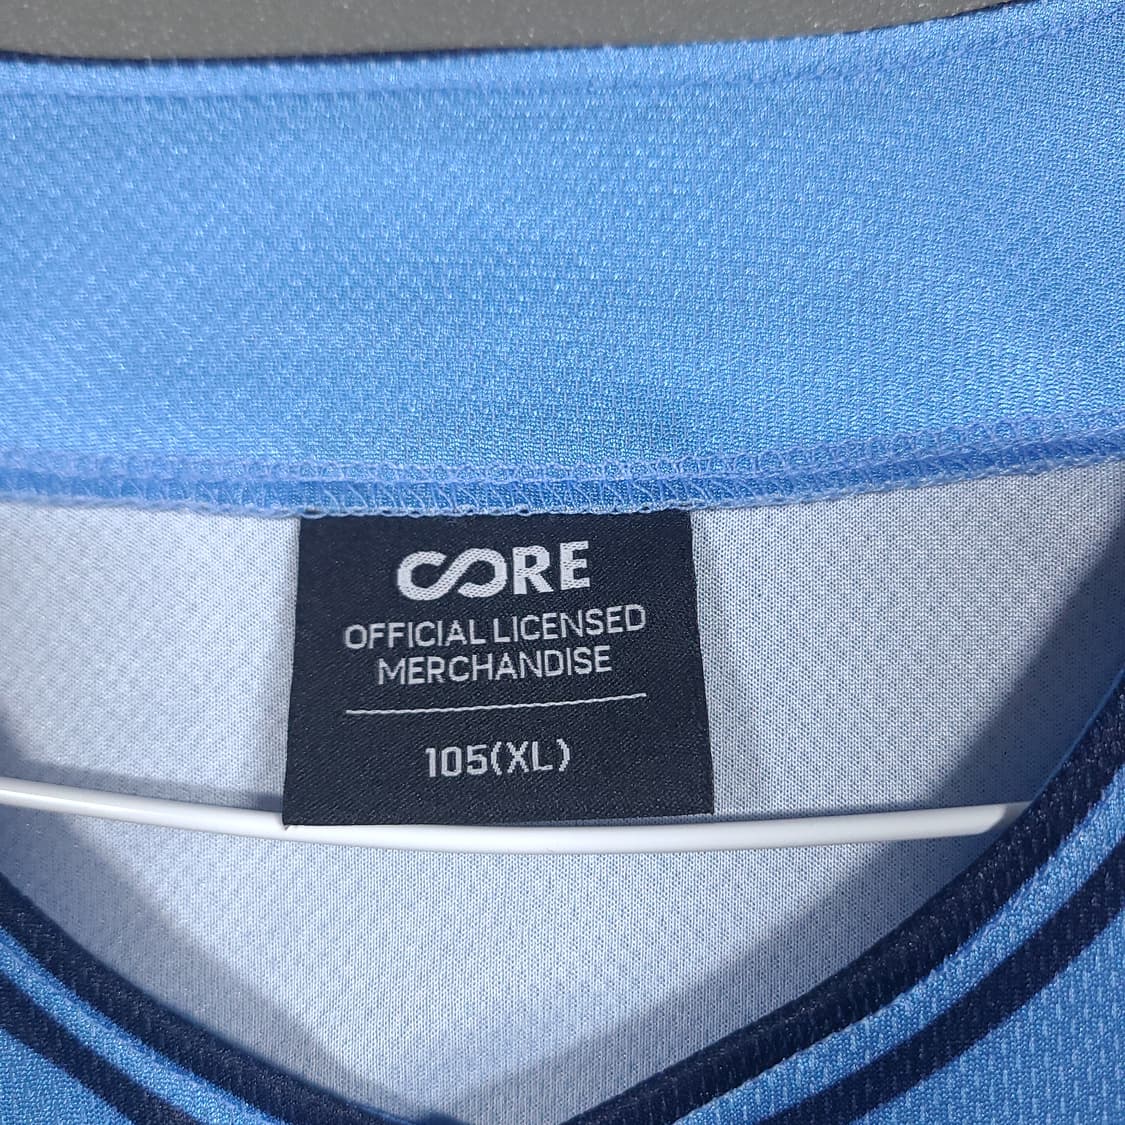 CORE
OFFICIAL LICENSED
MERCHANDISE
105(XL)